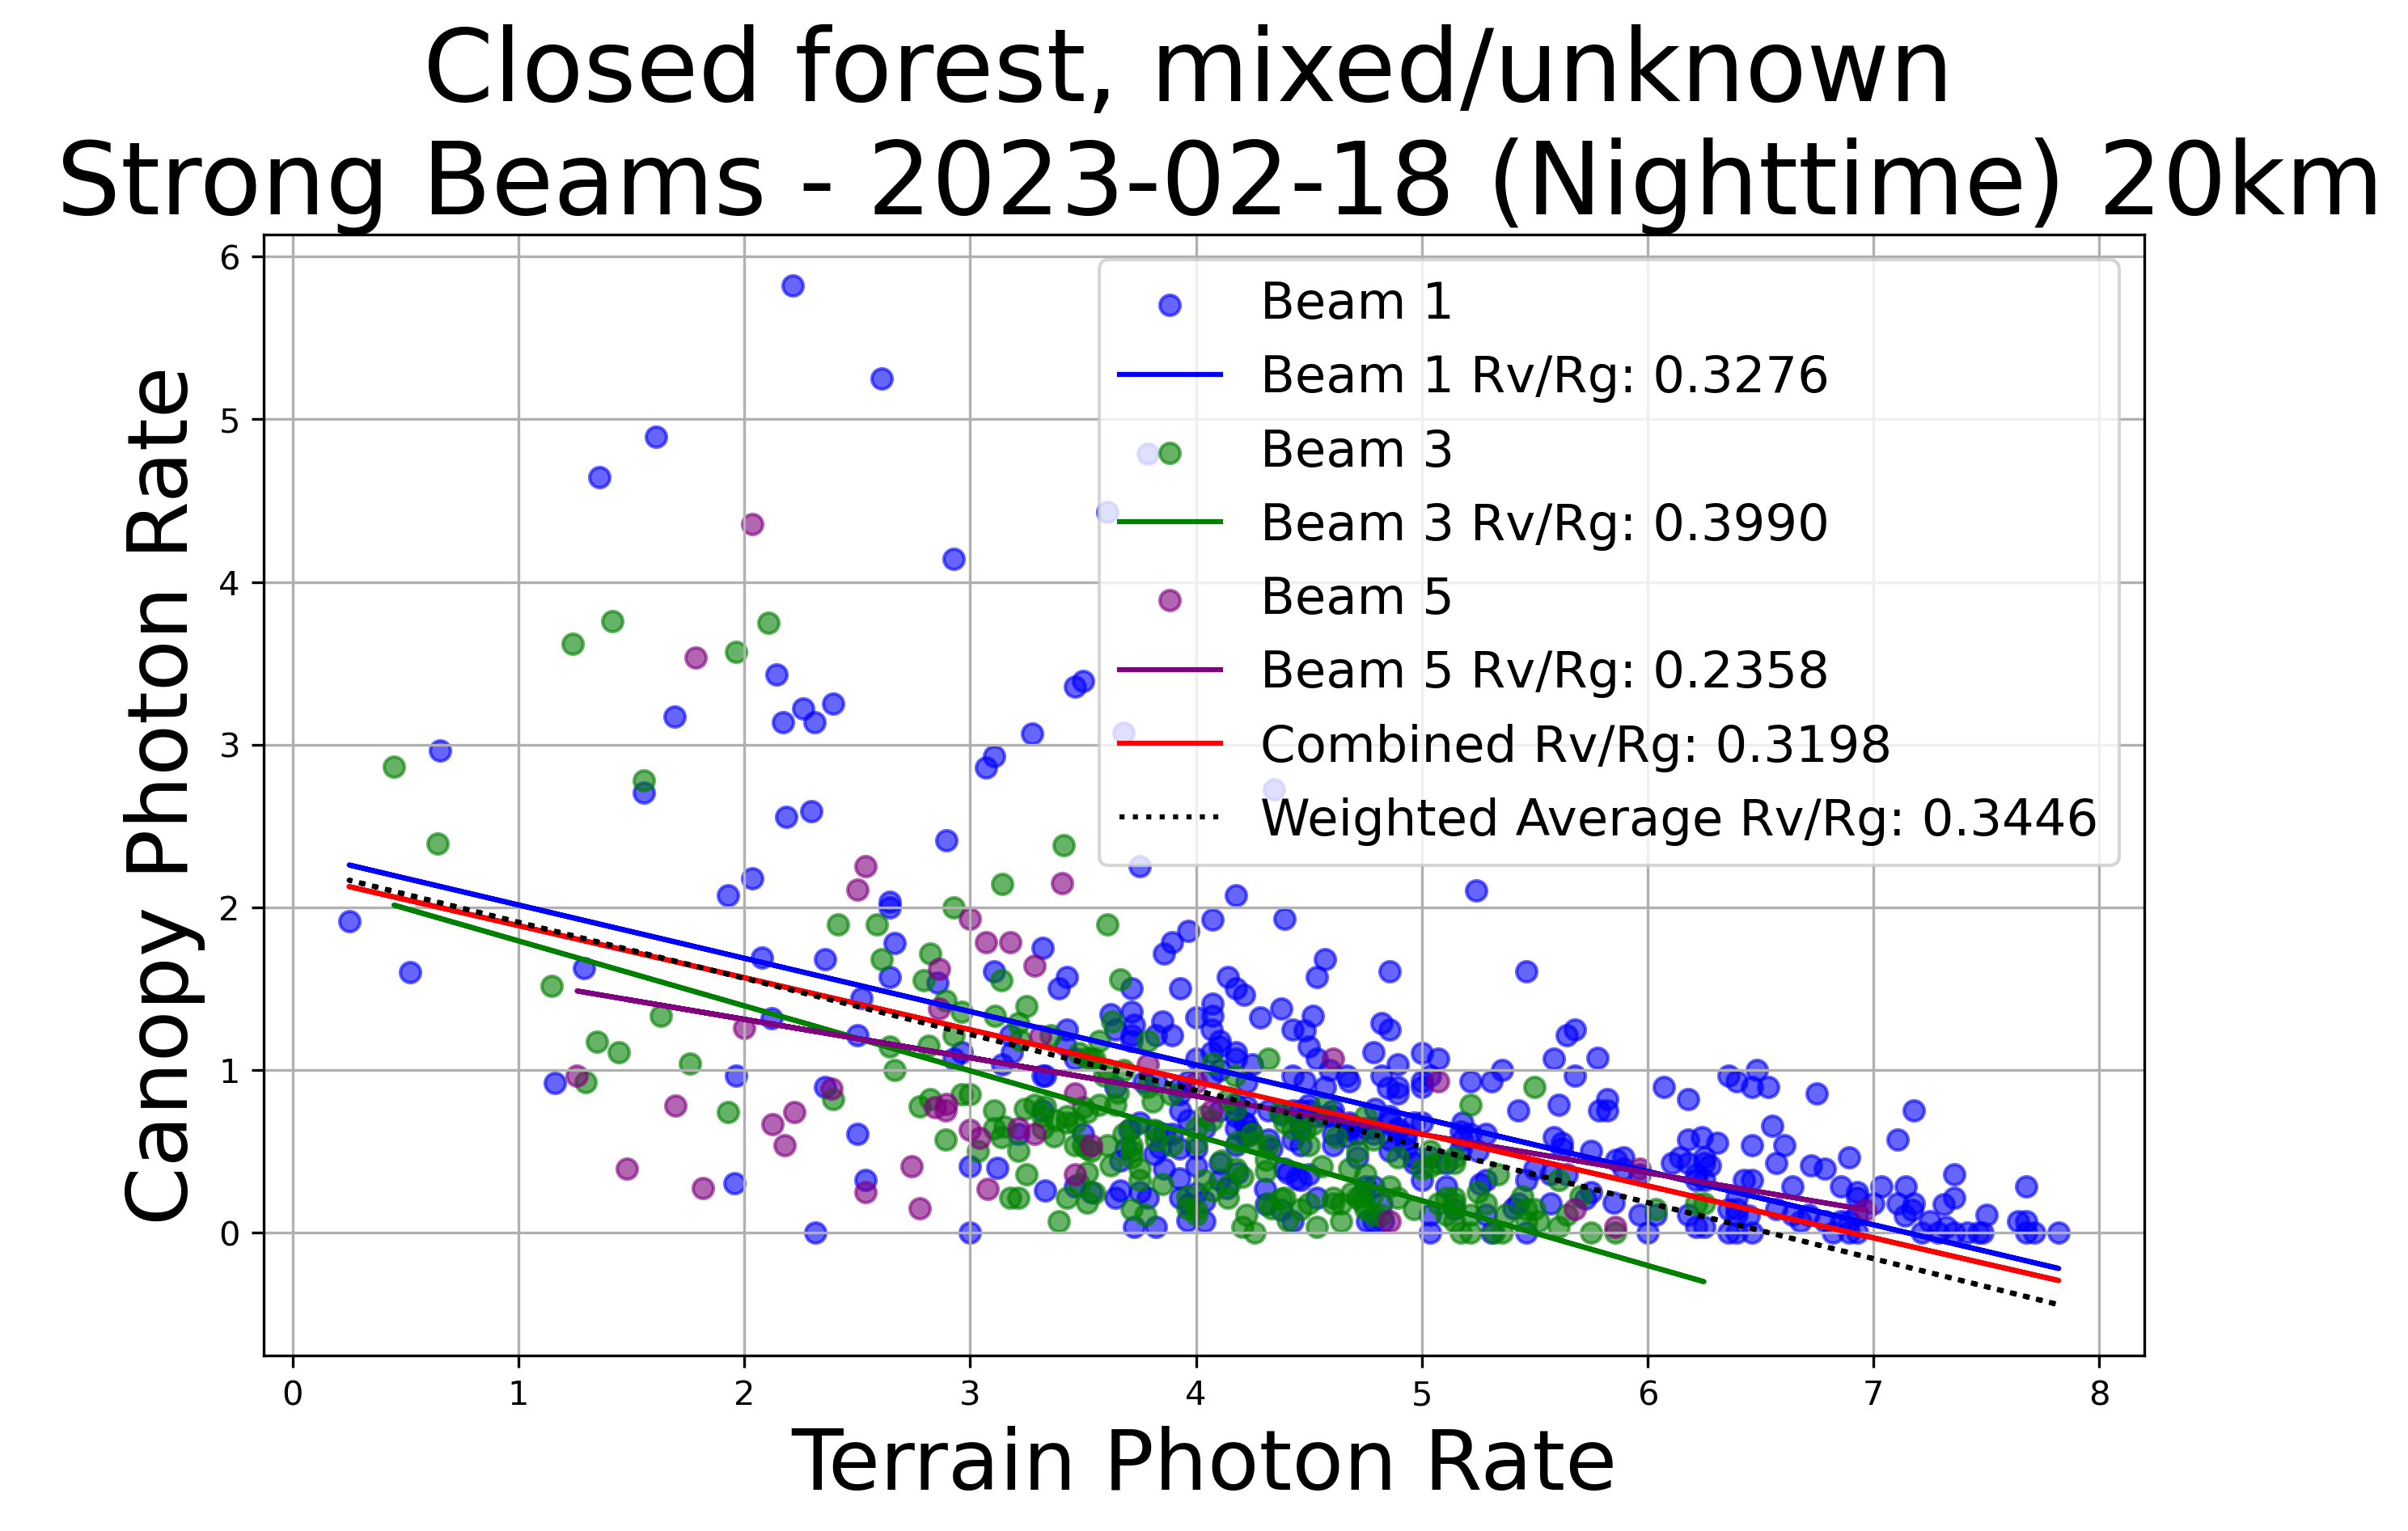 Closed forest, mixed/unknown
Strong Beams - 2023-02-18 (Nighttime) 20km
Canopy Photon Rate
6
5
4
3
2
1
0
Beam 1
Beam 1 Rv/Rg: 0.3276
Beam 3
Beam 3 Rv/Rg: 0.3990
Beam 5
Beam 5 Rv/Rg: 0.2358
Combined Rv/Rg: 0.3198
Weighted Average Rv/Rg: 0.3446
0 1 2 3 4 5 6 7 8
Terrain Photon Rate